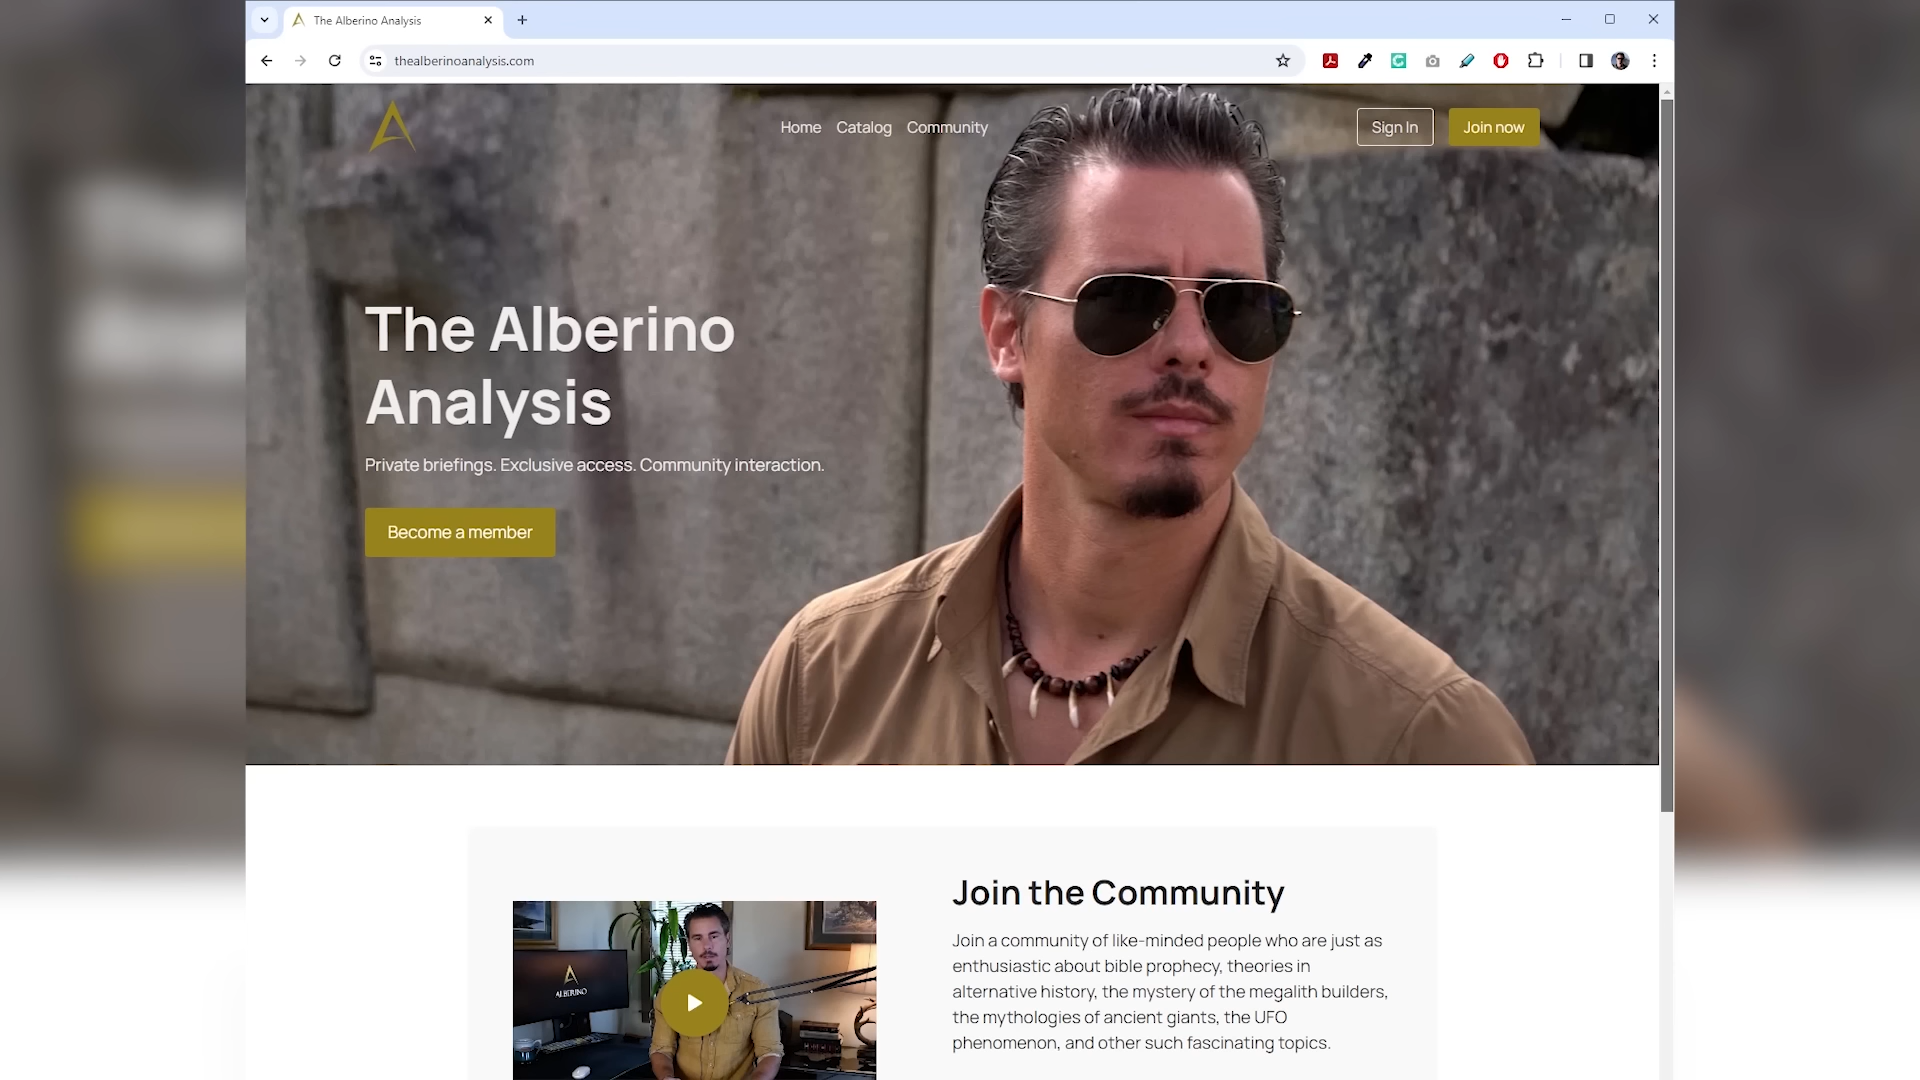 The Alberino Analysis
thealberinoanalysis.com
Home Catalog Community
Sign In
Join now
The Alberino
Analysis
Private briefings. Exclusive access. Community interaction.
Become a member
Join the Community
Join a community of like-minded people who are just as
enthusiastic about bible prophecy, theories in
alternative history, the mystery of the megalith builders,
the mythologies of ancient giants, the UFO
phenomenon, and other such fascinating topics.
ALBERINO